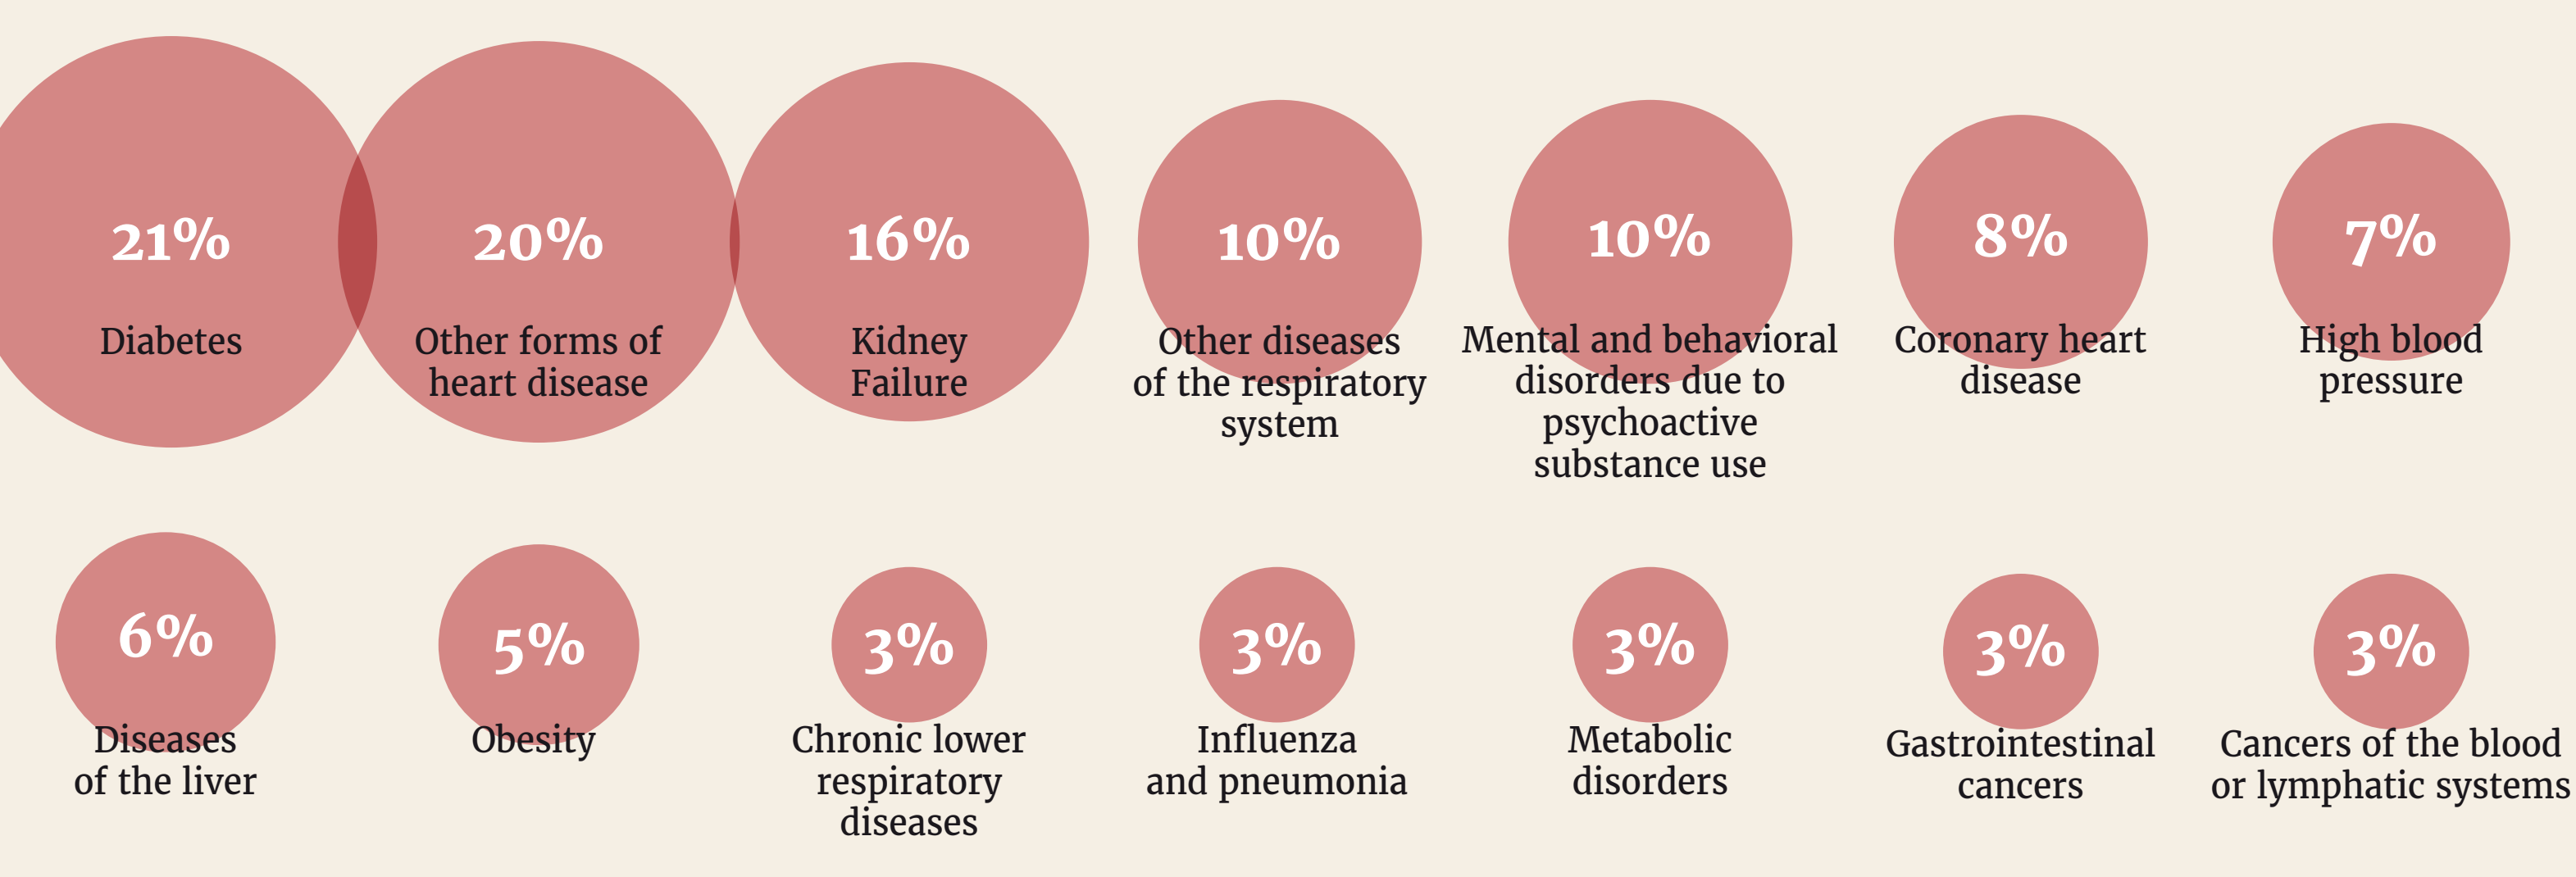 21%
Diabetes
20%
Other forms of
heart disease
16%
Kidney
Failure
10%
Other diseases
of the respiratory
system
10%
Mental and behavioral
disorders due to
psychoactive
substance use
8%
Coronary heart
disease
7%
High blood
pressure
6%
Diseases
of the liver
5%
Obesity
3%
Chronic lower
respiratory
diseases
3%
Influenza
and pneumonia
3%
Metabolic
disorders
3%
Gastrointestinal
cancers
3%
Cancers of the blood
or lymphatic systems